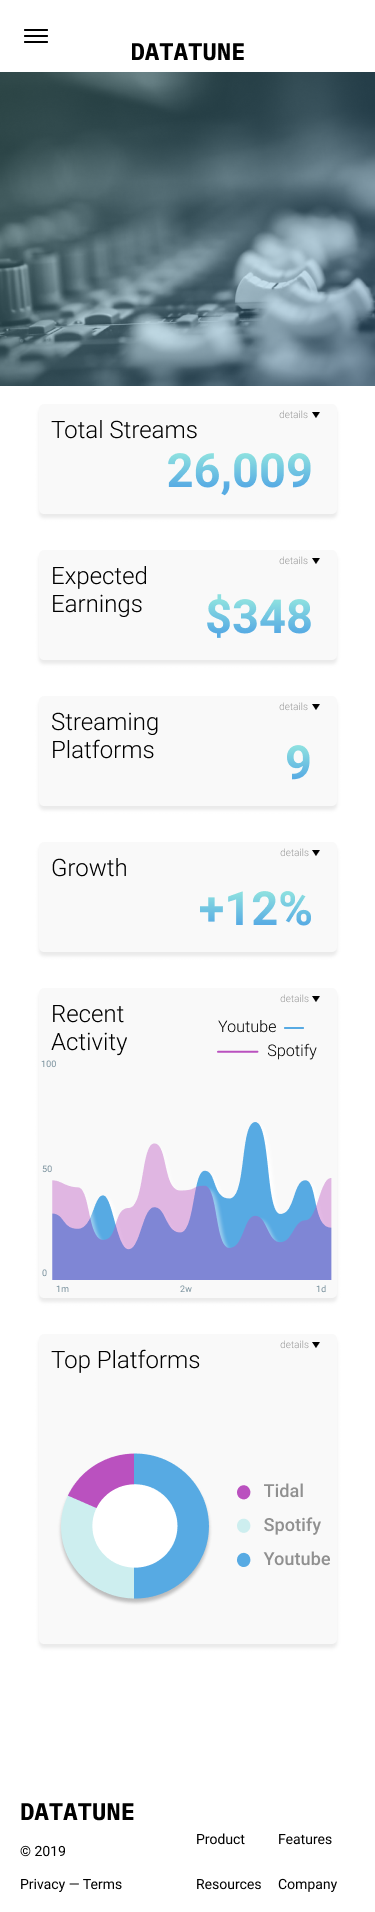 DATATUNE
details ▼
Total Streams
26,009
details ▼
Expected
Earnings
$348
details ▼
Streaming
Platforms
9
details ▼
Growth
+12%
details ▼
Recent
Activity
Youtube
Spotify
100
50
0
1m 2w 1d
details ▼
Top Platforms
Tidal
Spotify
Youtube
DATATUNE
Product Features
© 2019
Privacy — Terms Resources Company